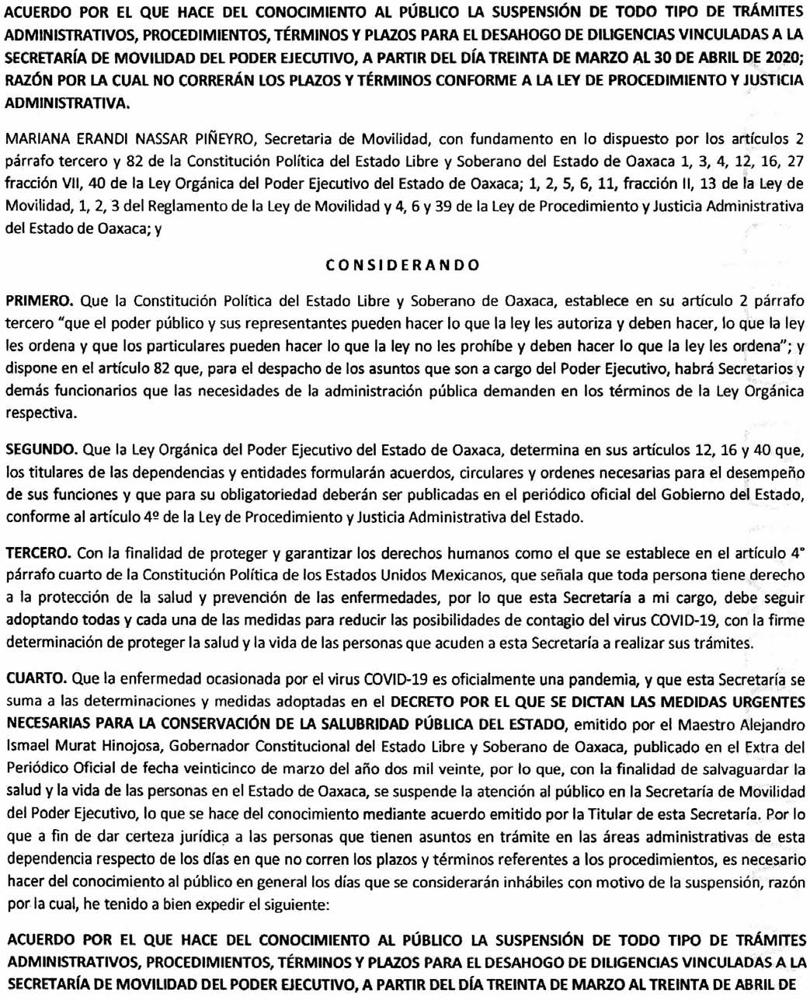 ACUERDO POR EL QUE HACE DEL CONOCIMIENTO AL PÚBLICO LA SUSPENSIÓN DE TODO TIPO DE TRÁMITES
ADMINISTRATIVOS, PROCEDIMIENTOS, TÉRMINOS Y PLAZOS PARA EL DESAHOGO DE DILIGENCIAS VINCULADAS A LA
SECRETARÍA DE MOVILIDAD DEL PODER EJECUTIVO, A PARTIR DEL DÍA TREINTA DE MARZO AL 30 DE ABRIL DE 2020;
RAZÓN POR LA CUAL NO CORRERÁN LOS PLAZOS Y TÉRMINOS CONFORME A LA LEY DE PROCEDIMIENTO Y JUSTICIA
ADMINISTRATIVA.
MARIANA ERANDI NASSAR PIÑEYRO, Secretaria de Movilidad, con fundamento en lo dispuesto por los artículos 2
párrafo tercero y 82 de la Constitución Política del Estado Libre y Soberano del Estado de Oaxaca 1, 3, 4, 12, 16, 27
fracción VII, 40 de la Ley Orgánica del Poder Ejecutivo del Estado de Oaxaca; 1, 2, 5, 6, 11, fracción II, 13 de la Ley de
Movilidad, 1, 2, 3 del Reglamento de la Ley de Movilidad y 4, 6 y 39 de la Ley de Procedimiento y Justicia Administrativa
del Estado de Oaxaca; y
CONSIDERANDO
PRIMERO. Que la Constitución Política del Estado Libre y Soberano de Oaxaca, establece en su artículo 2 párrafo
tercero "que el poder público y sus representantes pueden hacer lo que la ley les autoriza y deben hacer, lo que la ley
les ordena y que los particulares pueden hacer lo que la ley no les prohíbe y deben hacer lo que la ley les ordena"; y
dispone en el artículo 82 que, para el despacho de los asuntos que son a cargo del Poder Ejecutivo, habrá Secretarios y
demás funcionarios que las necesidades de la administración pública demanden en los términos de la Ley Orgánica
respectiva.
SEGUNDO. Que la Ley Orgánica del Poder Ejecutivo del Estado de Oaxaca, determina en sus artículos 12, 16 y 40 que,
los titulares de las dependencias y entidades formularán acuerdos, circulares y ordenes necesarias para el desempeño
de sus funciones y que para su obligatoriedad deberán ser publicadas en el periódico oficial del Gobierno del Estado,
conforme al artículo 4º de la Ley de Procedimiento y Justicia Administrativa del Estado.
TERCERO. Con la finalidad de proteger y garantizar los derechos humanos como el que se establece en el artículo 4°
párrafo cuarto de la Constitución Política de los Estados Unidos Mexicanos, que señala que toda persona tiene derecho
a la protección de la salud y prevención de las enfermedades, por lo que esta Secretaría a mi cargo, debe seguir
adoptando todas y cada una de las medidas para reducir las posibilidades de contagio del virus COVID-19, con la firme
determinación de proteger la salud y la vida de las personas que acuden a esta Secretaría a realizar sus trámites.
CUARTO. Que la enfermedad ocasionada por el virus COVID-19 es oficialmente una pandemia, y que esta Secretaría se
suma a las determinaciones y medidas adoptadas en el DECRETO POR EL QUE SE DICTAN LAS MEDIDAS URGENTES
NECESARIAS PARA LA CONSERVACIÓN DE LA SALUBRIDAD PÚBLICA DEL ESTADO, emitido por el Maestro Alejandro
Ismael Murat Hinojosa, Gobernador Constitucional del Estado Libre y Soberano de Oaxaca, publicado en el Extra del
Periódico Oficial de fecha veinticinco de marzo del año dos mil veinte, por lo que, con la finalidad de salvaguardar la
salud y la vida de las personas en el Estado de Oaxaca, se suspende la atención al público en la Secretaría de Movilidad
del Poder Ejecutivo, lo que se hace del conocimiento mediante acuerdo emitido por la Titular de esta Secretaría. Por lo
que a fin de dar certeza jurídica a las personas que tienen asuntos en trámite en las áreas administrativas de esta
dependencia respecto de los días en que no corren los plazos y términos referentes a los procedimientos, es necesario
hacer del conocimiento al público en general los días que se considerarán inhábiles con motivo de la suspensión, razón
por la cual, he tenido a bien expedir el siguiente:
ACUERDO POR EL QUE HACE DEL CONOCIMIENTO AL PÚBLICO LA SUSPENSIÓN DE TODO TIPO DE TRÁMITES
ADMINISTRATIVOS, PROCEDIMIENTOS, TÉRMINOS Y PLAZOS PARA EL DESAHOGO DE DILIGENCIAS VINCULADAS A LA
SECRETARÍA DE MOVILIDAD DEL PODER EJECUTIVO, A PARTIR DEL DÍA TREINTA DE MARZO AL TREINTA DE ABRIL DE